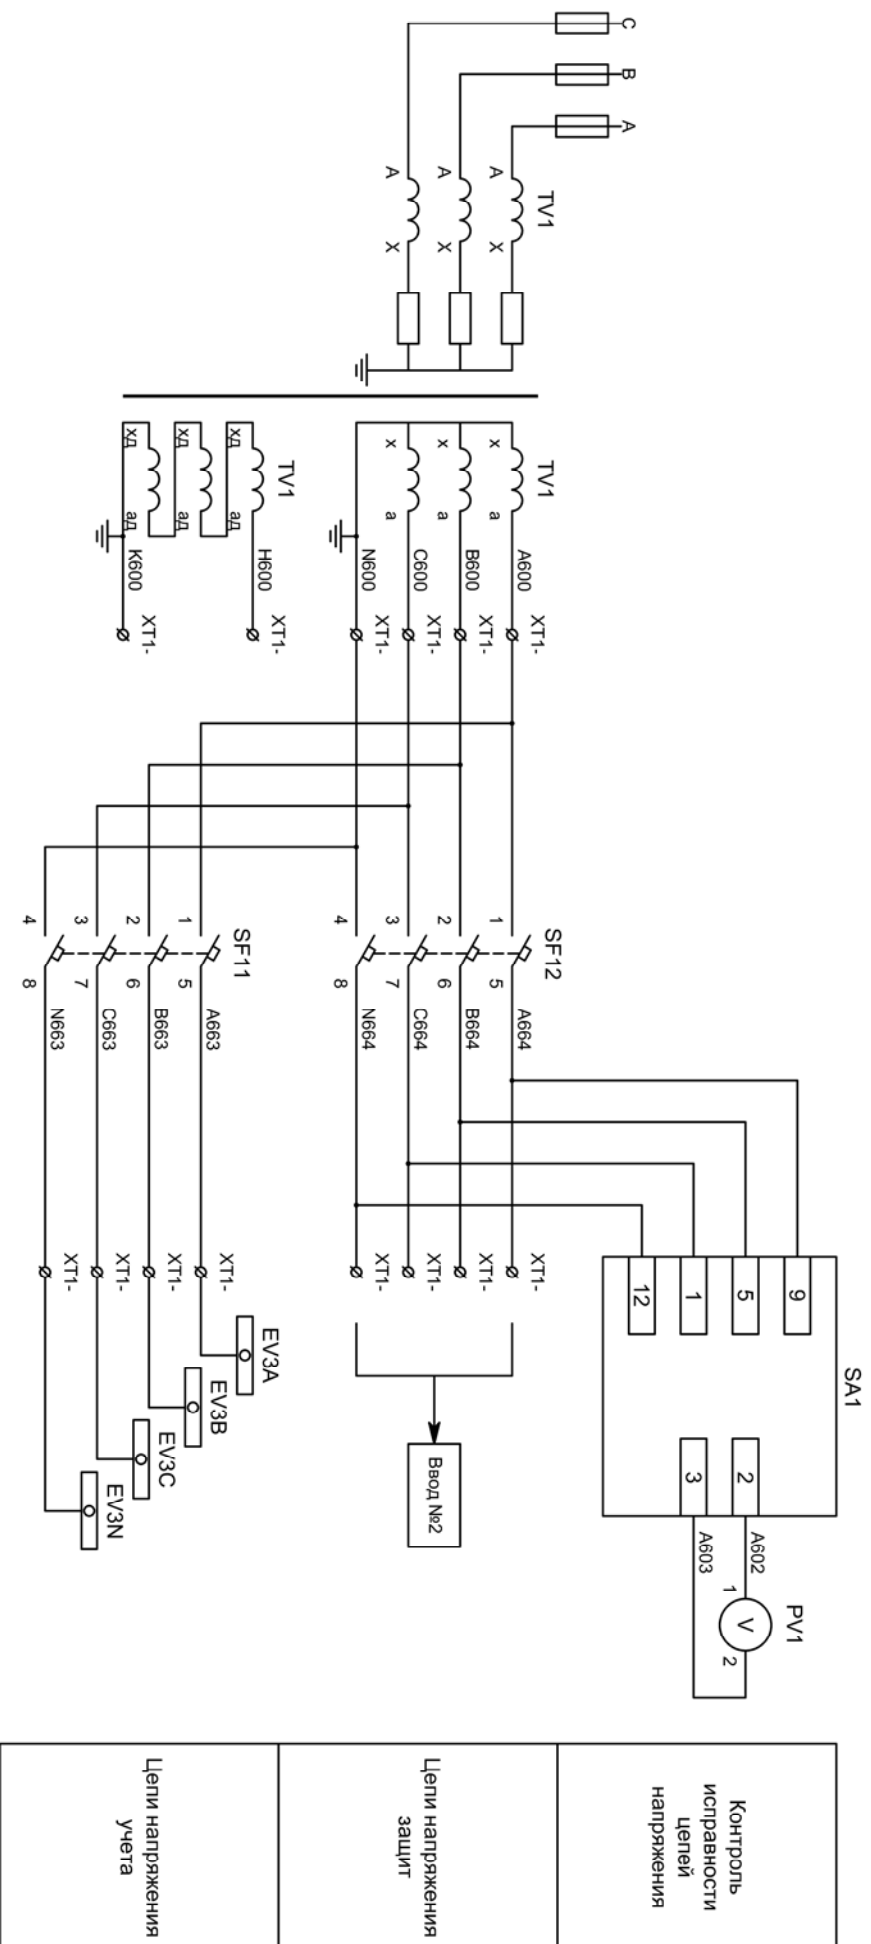 A
B
C
TV1
A
X
A
X
A
X
TV1
x
a
x
a
x
a
A600
B600
C600
N600
XT1-
XT1-
XT1-
XT1-
TV1
хд
ад
хд
ад
хд
ад
H600
K600
XT1-
XT1-
SF12
1
5
2
6
3
7
4
8
A664
B664
C664
N664
XT1-
XT1-
XT1-
XT1-
Ввод №2
SF11
1
5
2
6
3
7
4
8
A663
B663
C663
N663
XT1-
XT1-
XT1-
XT1-
EV3A
EV3B
EV3C
EV3N
SA1
9
5
1
12
2
3
A602
A603
PV1
1
V
2
Контроль
исправности
цепей
напряжения
Цепи напряжения
защит
Цепи напряжения
учета